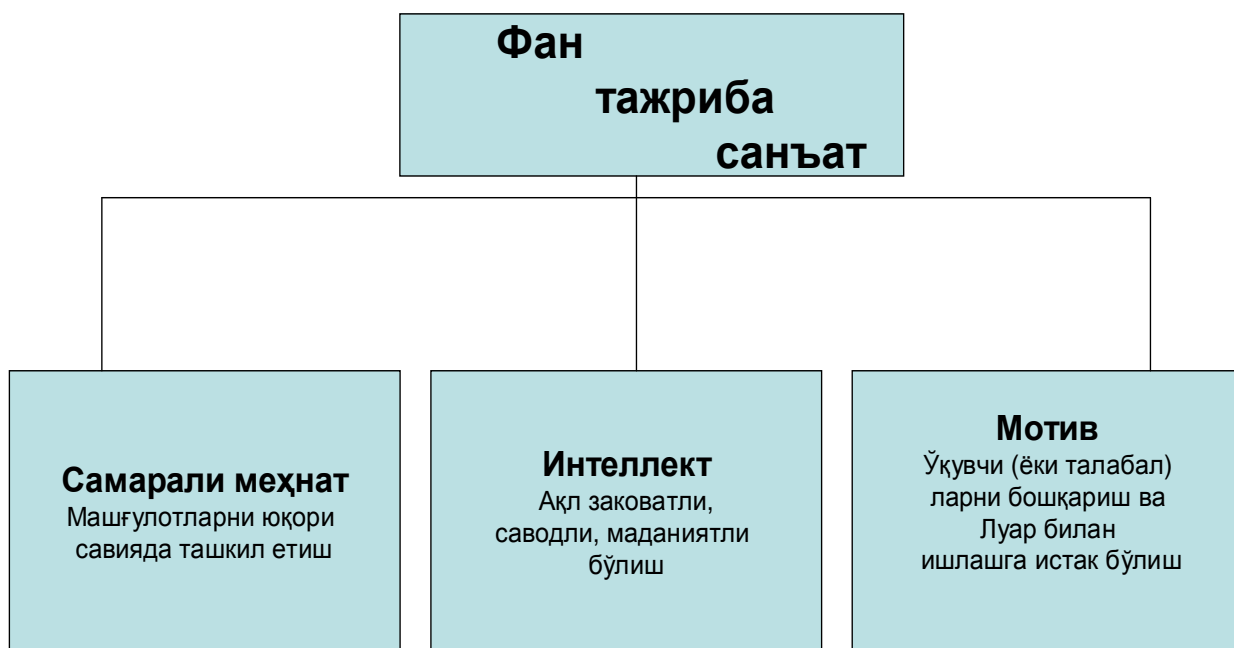 Фан
тажриба
санъат
Самарали меҳнат
Машғулотларни юқори
савияда ташкил етиш
Интеллект
Ақл заковатли,
саводли, маданиятли
бўлиш
Мотив
Ўқувчи (ёки талабал)
ларни бошқариш ва
Луар билан
ишлашга истак бўлиш